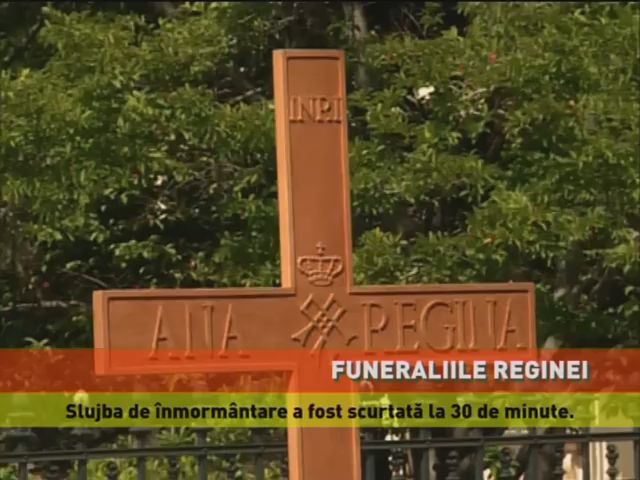 INRI
ANA REGINA
FUNERALIILE REGINEI
Slujba de înmormântare a fost scurtată la 30 de minute.